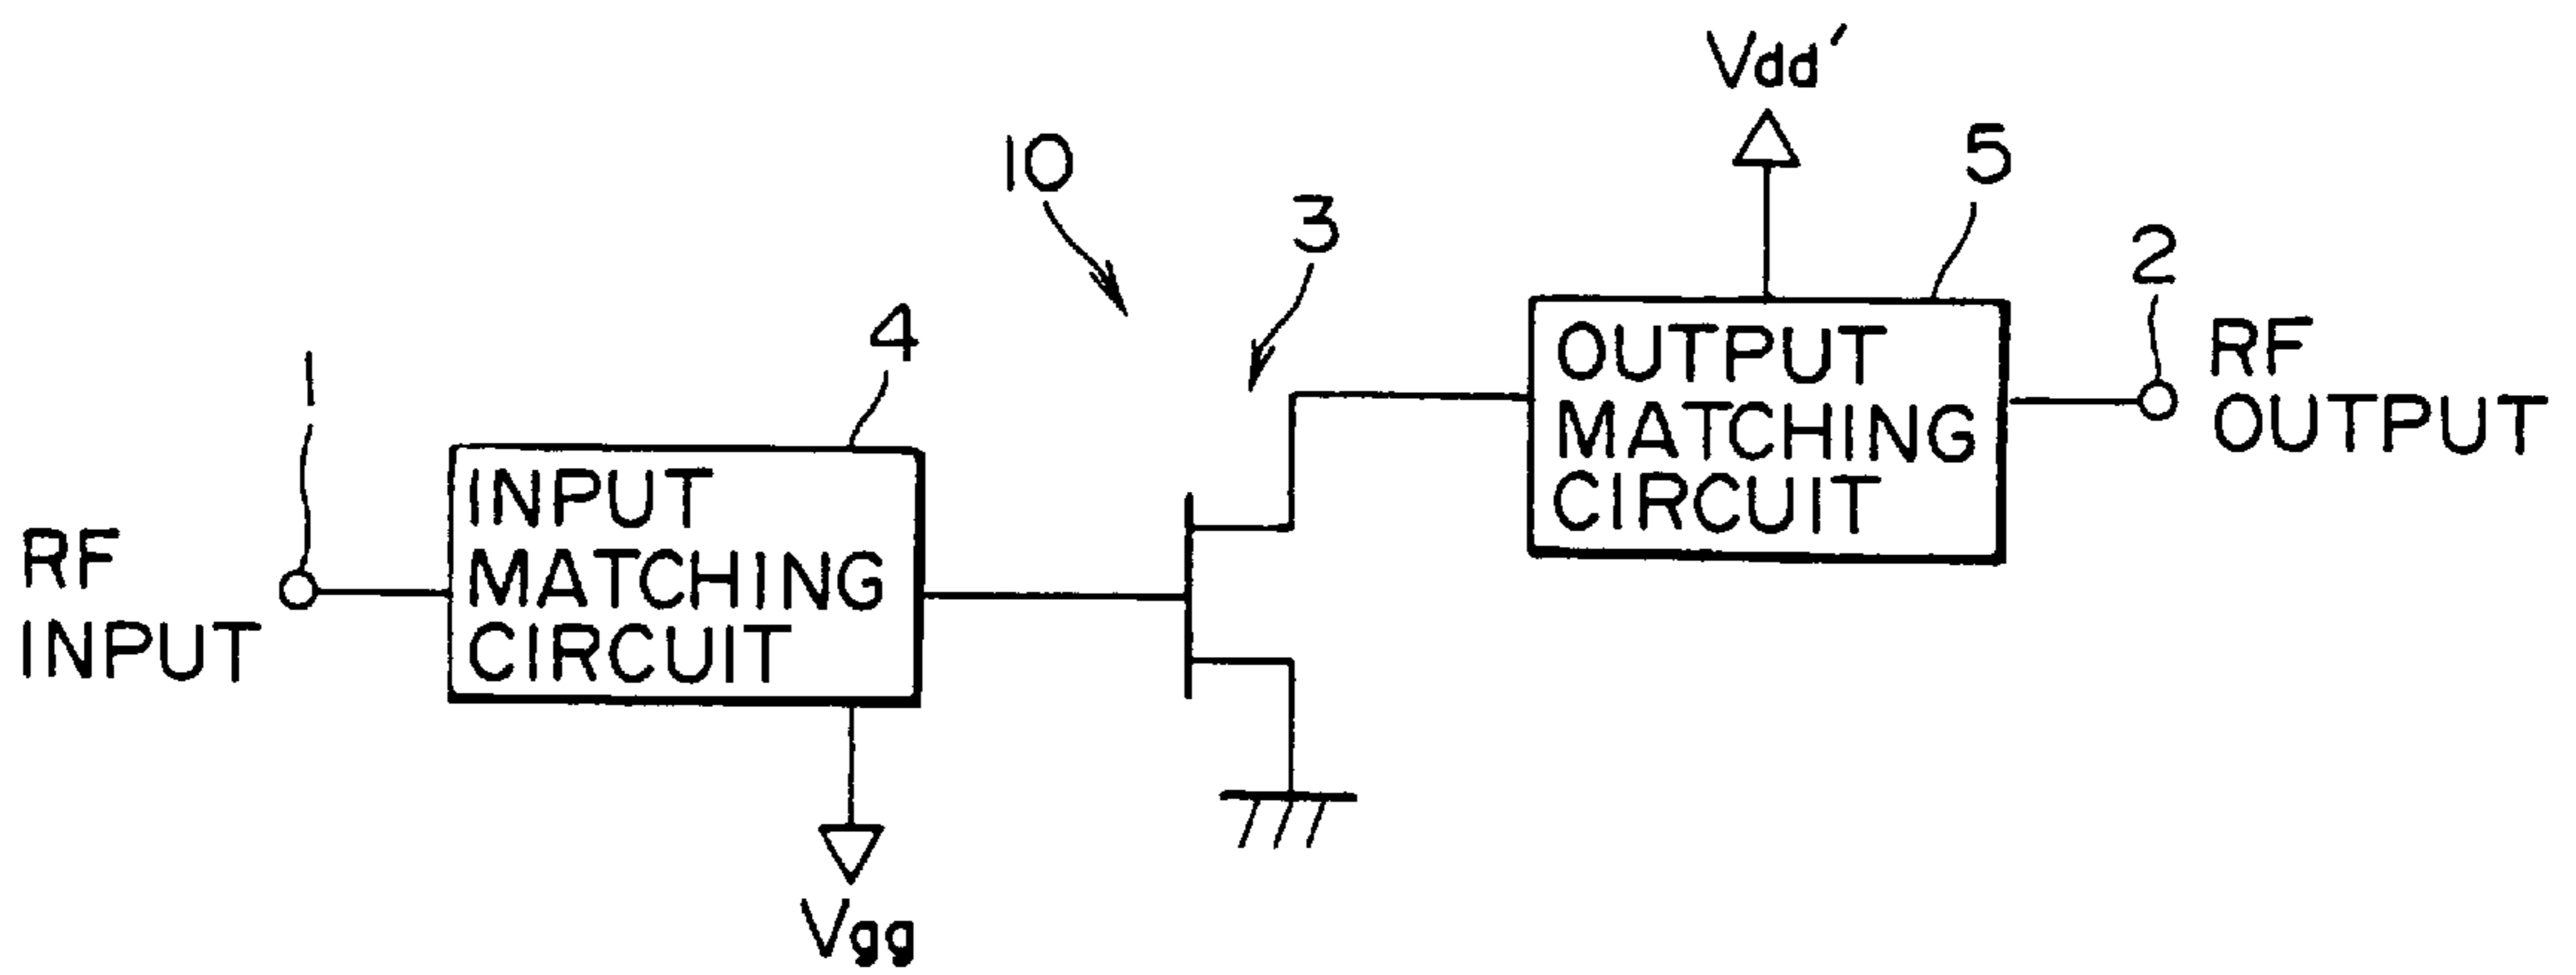 Vdd'
10
5
3
2
4
1
RF
OUTPUT
OUTPUT
MATCHING
CIRCUIT
INPUT
MATCHING
CIRCUIT
RF
INPUT
Vgg